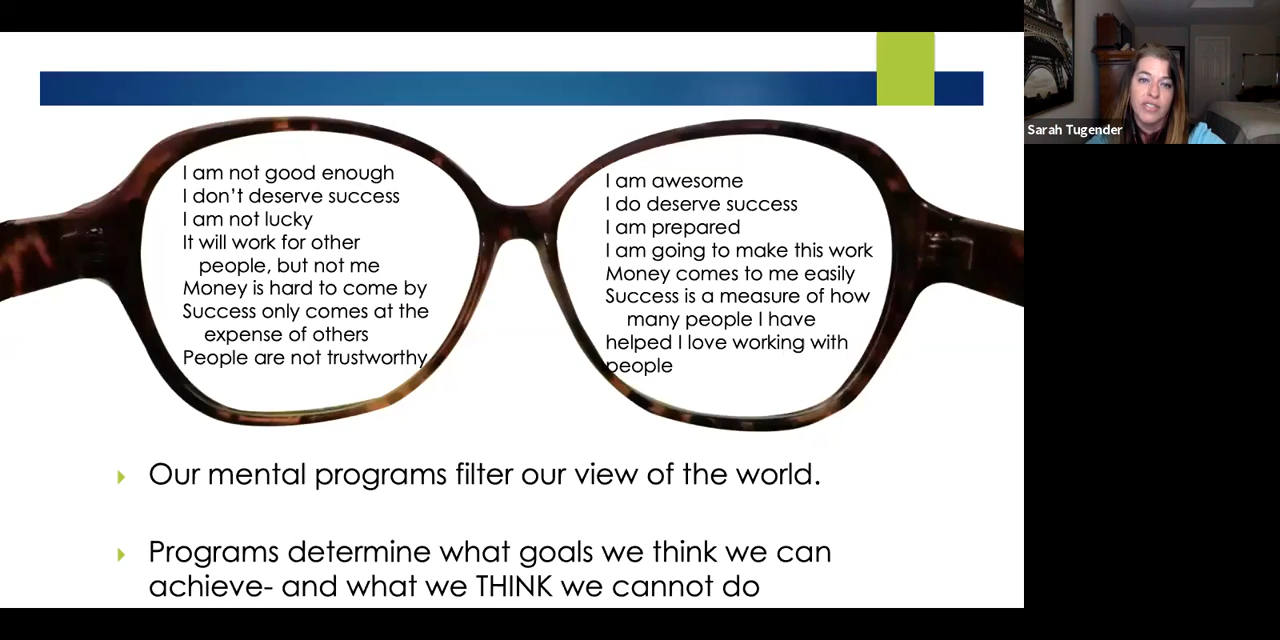 I am not good enough
I don't deserve success
I am not lucky
It will work for other
people, but not me
Money is hard to come by
Success only comes at the
expense of others
People are not trustworthy
I am awesome
I do deserve success
I am prepared
I am going to make this work
Money comes to me easily
Success is a measure of how
many people I have
helped I love working with
people
Our mental programs filter our view of the world.
Programs determine what goals we think we can
achieve- and what we THINK we cannot do
Sarah Tugender